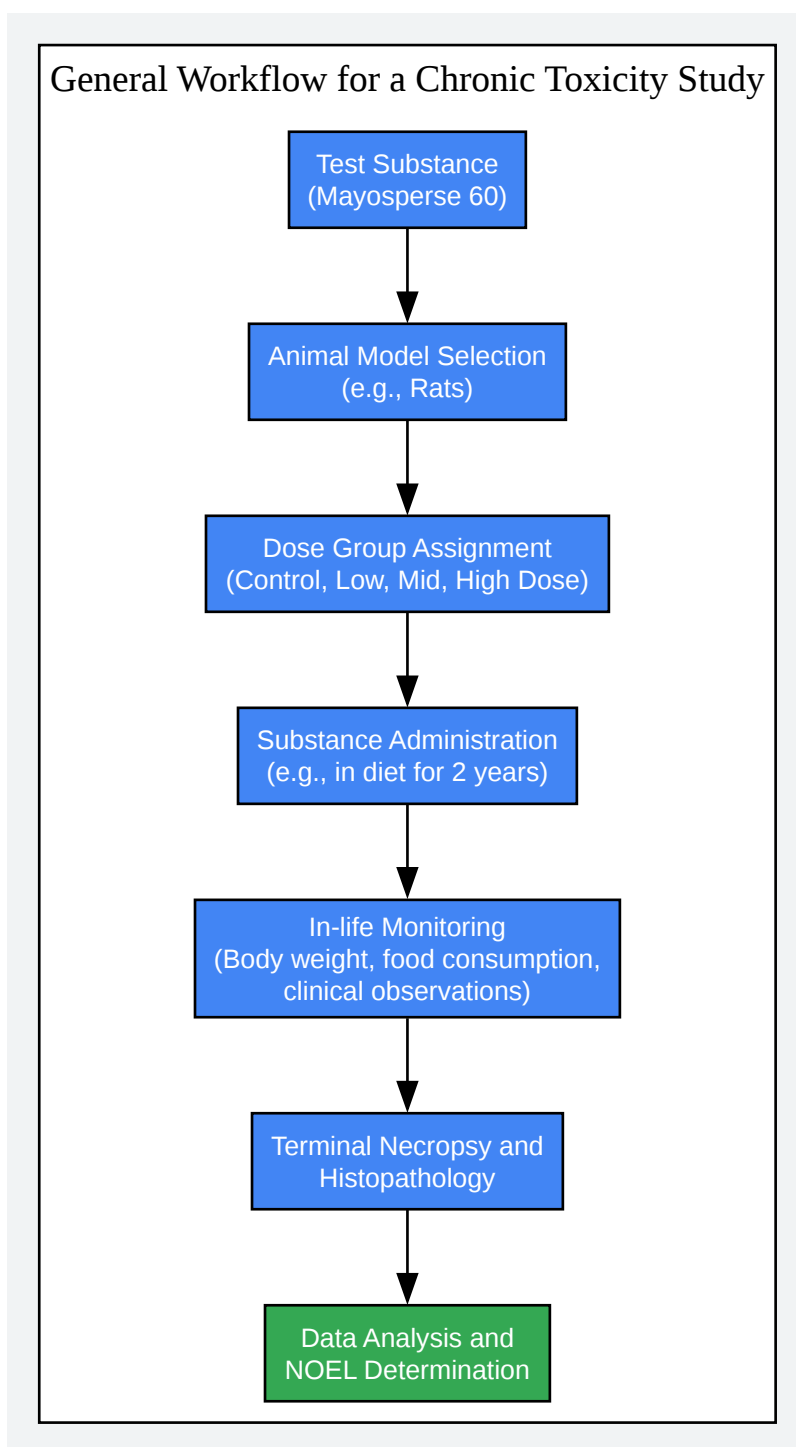 General Workflow for a Chronic Toxicity Study
Test Substance
(Mayosperse 60)
Animal Model Selection
(e.g., Rats)
Dose Group Assignment
(Control, Low, Mid, High Dose)
Substance Administration
(e.g., in diet for 2 years)
In-life Monitoring
(Body weight, food consumption,
clinical observations)
Terminal Necropsy and
Histopathology
Data Analysis and
NOEL Determination